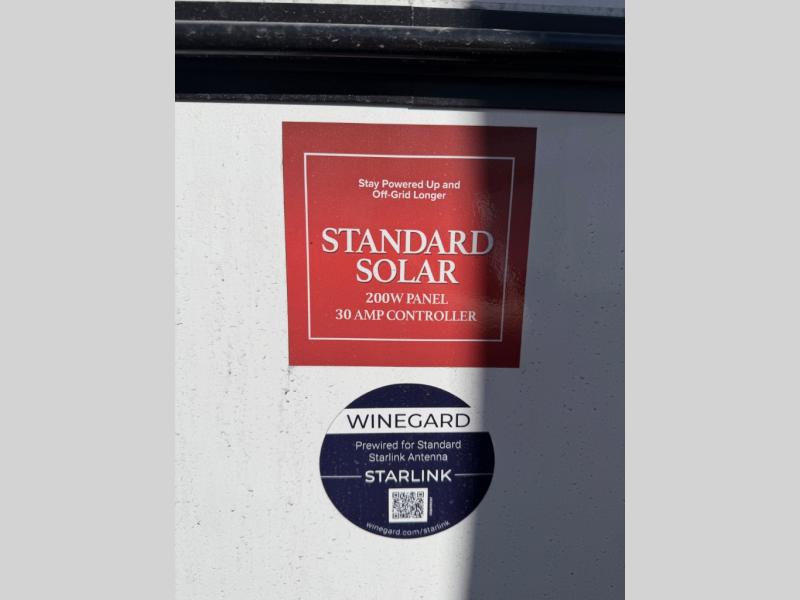 Stay Powered Up and
Off-Grid Longer
STANDARD
SOLAR
200W PANEL
30 AMP CONTROLLER
WINEGARD
Prewired for Standard
Starlink Antenna
STARLINK
winegard.com/starlink